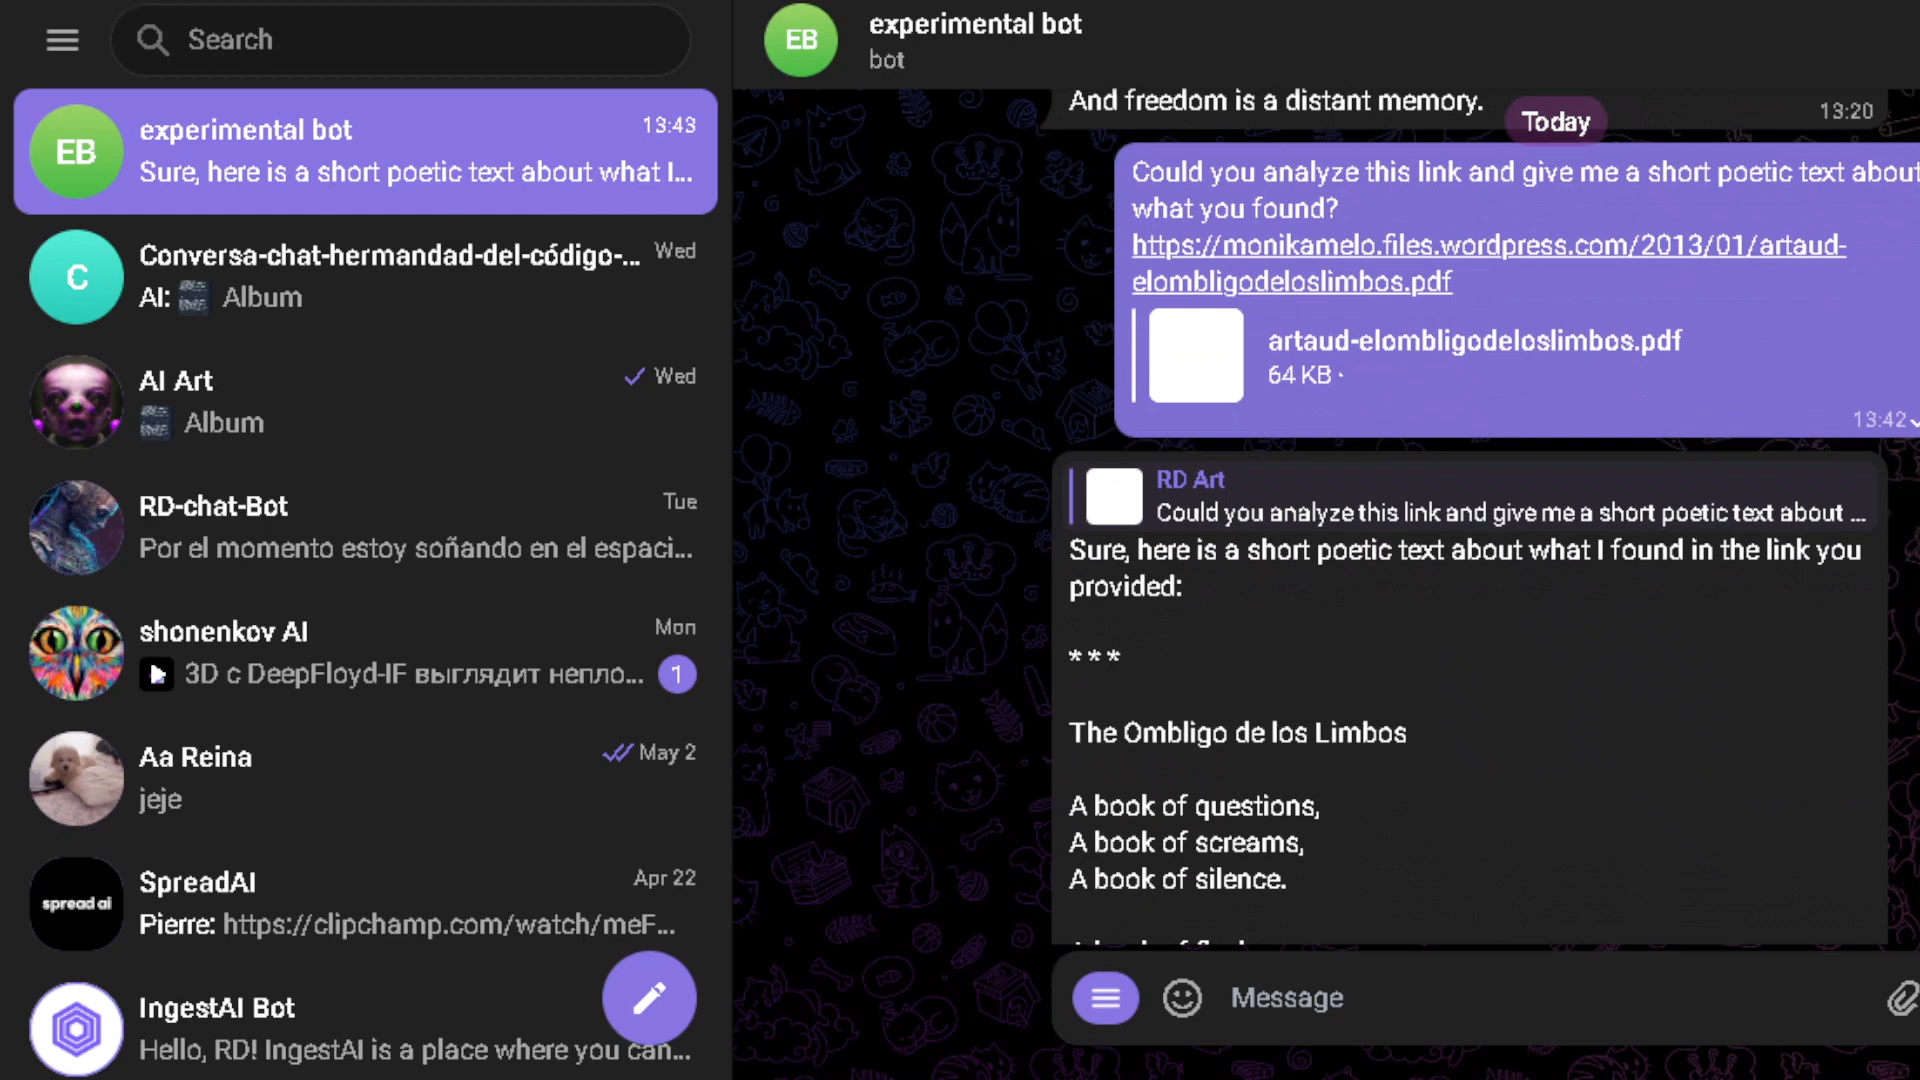 Search
EB
experimental bot
13:43
Sure, here is a short poetic text about what I...
C
Conversa-chat-hermandad-del-código-...
Wed
AI: Album
AI Art
Wed
Album
RD-chat-Bot
Tue
Por el momento estoy soñando en el espaci...
shonenkov AI
Mon
3D с DeepFloyd-IF выглядит непло...
1
Aa Reina
May 2
jeje
spread ai
SpreadAI
Apr 22
Pierre: https://clipchamp.com/watch/meF...
IngestAI Bot
Hello, RD! IngestAI is a place where you can...
EB
experimental bot
bot
And freedom is a distant memory.
13:20
Today
Could you analyze this link and give me a short poetic text about
what you found?
https://monikamelo.files.wordpress.com/2013/01/artaud-
elombligodeloslimbos.pdf
artaud-elombligodeloslimbos.pdf
64 KB ·
13:42
RD Art
Could you analyze this link and give me a short poetic text about ...
Sure, here is a short poetic text about what I found in the link you
provided:
***
The Ombligo de los Limbos
A book of questions,
A book of screams,
A book of silence.
Message